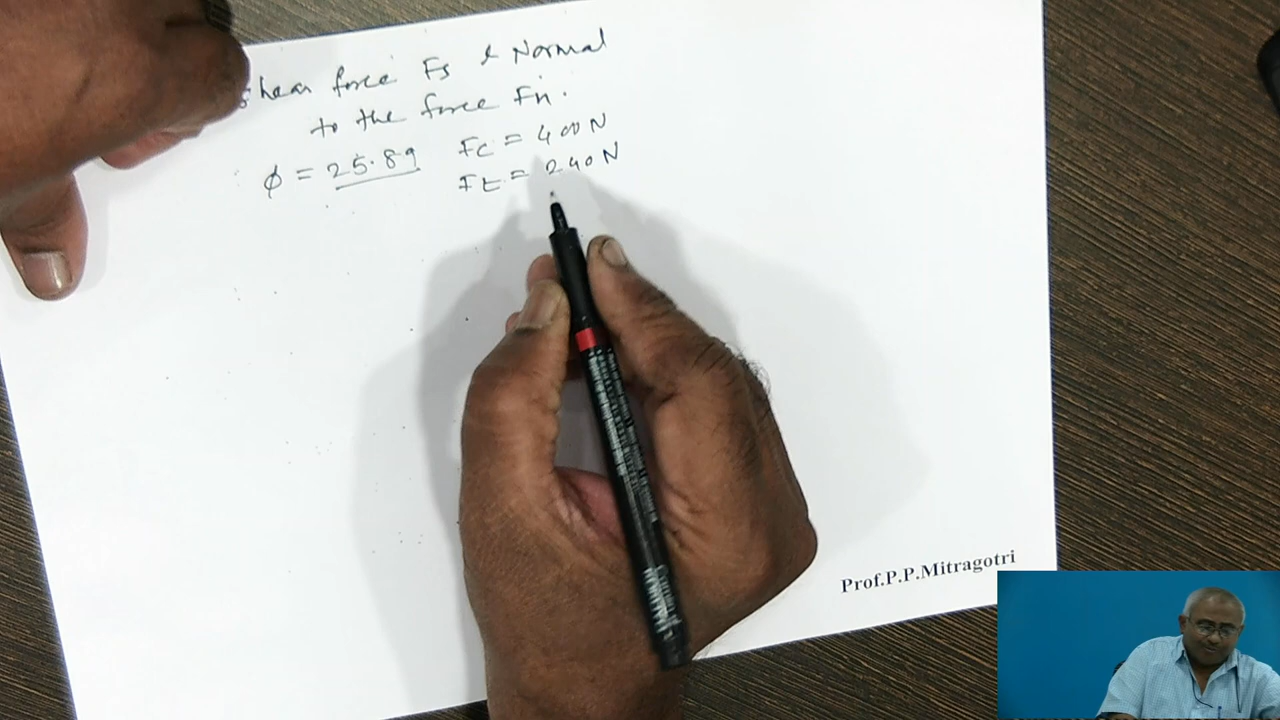 shear force Fs & Normal
to the force Fn.
φ = 25.89 Fc = 400 N
Ft = 240 N
Prof.P.P.Mitragotri